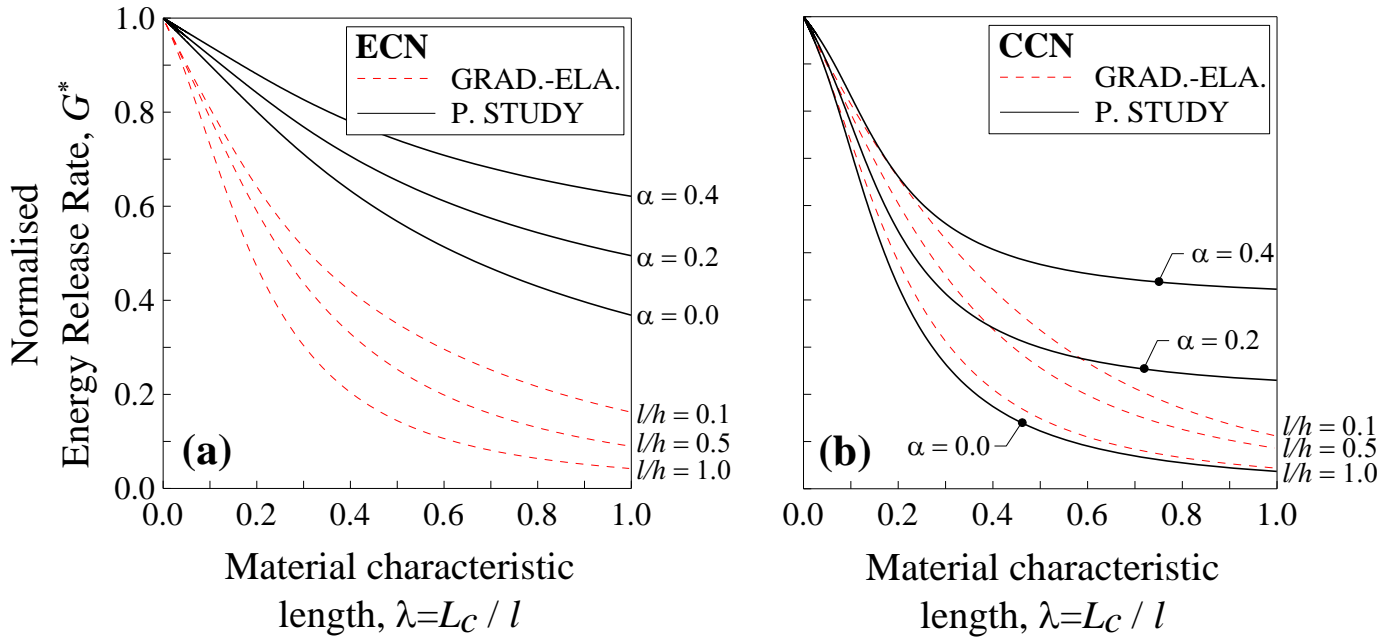 Normalised
Energy Release Rate, G*
1.0
0.8
0.6
0.4
0.2
0.0
ECN
GRAD.-ELA.
P. STUDY
α = 0.4
α = 0.2
α = 0.0
l/h = 0.1
l/h = 0.5
l/h = 1.0
(a)
0.0 0.2 0.4 0.6 0.8 1.0
Material characteristic
length, λ=Lc / l
CCN
GRAD.-ELA.
P. STUDY
α = 0.4
α = 0.2
α = 0.0
l/h = 0.1
l/h = 0.5
l/h = 1.0
(b)
0.0 0.2 0.4 0.6 0.8 1.0
Material characteristic
length, λ=Lc / l